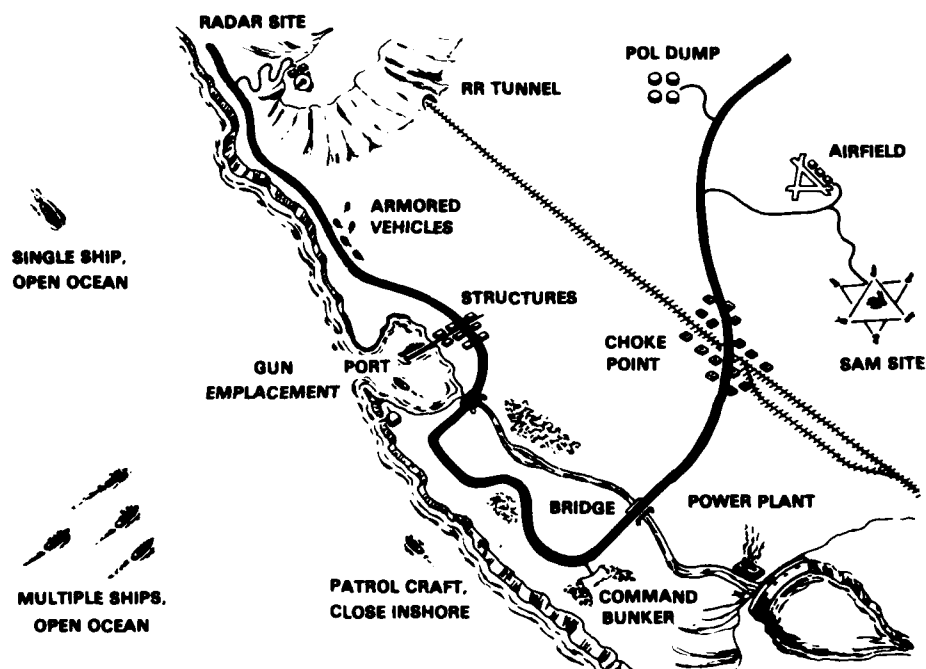 RADAR SITE
POL DUMP
RR TUNNEL
AIRFIELD
ARMORED
VEHICLES
SINGLE SHIP,
OPEN OCEAN
STRUCTURES
CHOKE
POINT
SAM SITE
GUN
EMPLACEMENT
PORT
BRIDGE
POWER PLANT
MULTIPLE SHIPS,
OPEN OCEAN
PATROL CRAFT,
CLOSE INSHORE
COMMAND
BUNKER